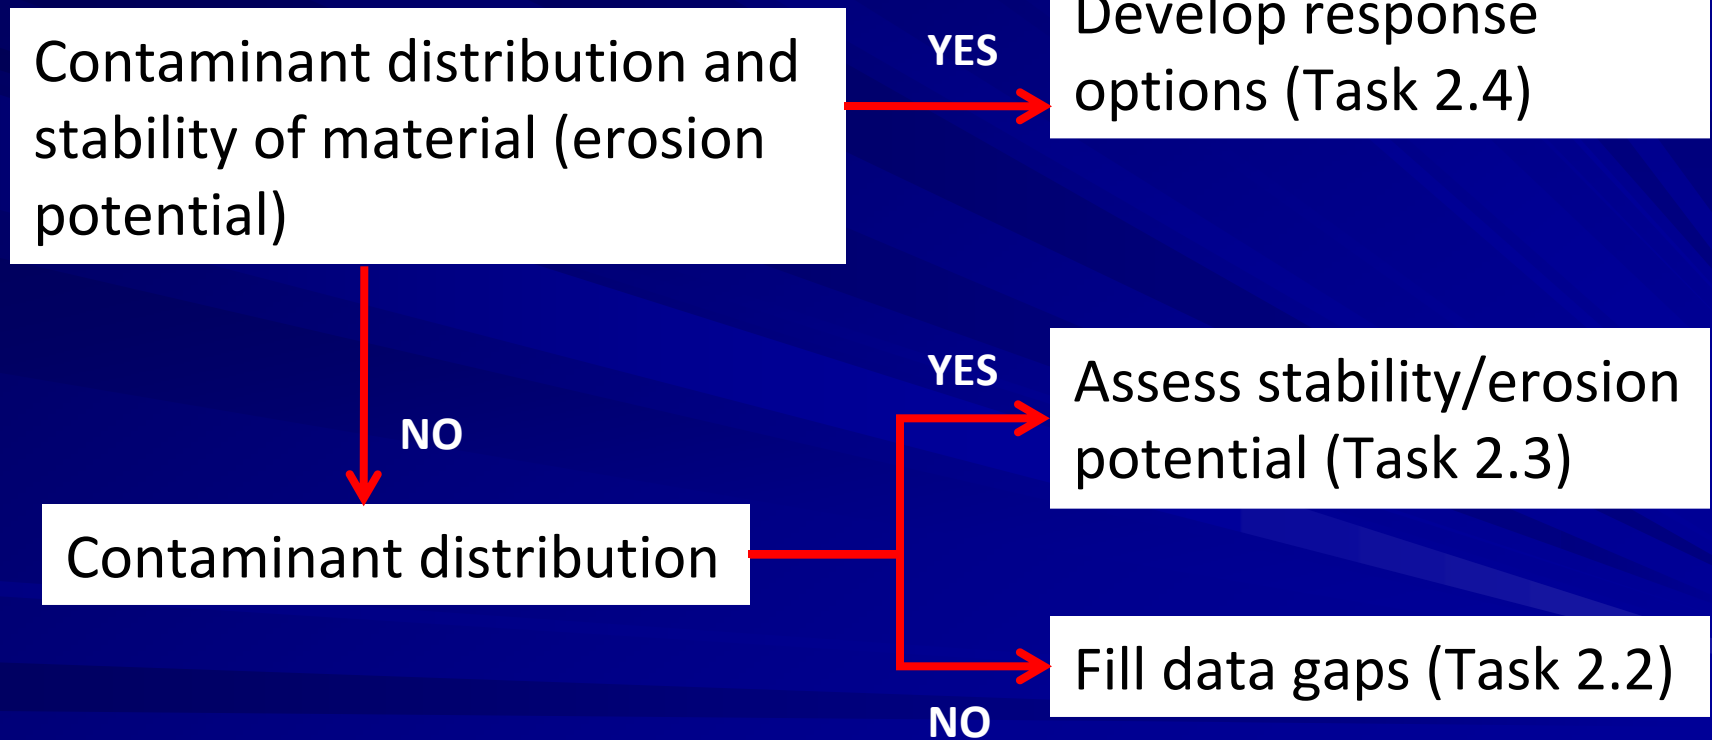 Contaminant distribution and
stability of material (erosion
potential)
YES
Develop response
options (Task 2.4)
NO
Contaminant distribution
YES
Assess stability/erosion
potential (Task 2.3)
NO
Fill data gaps (Task 2.2)